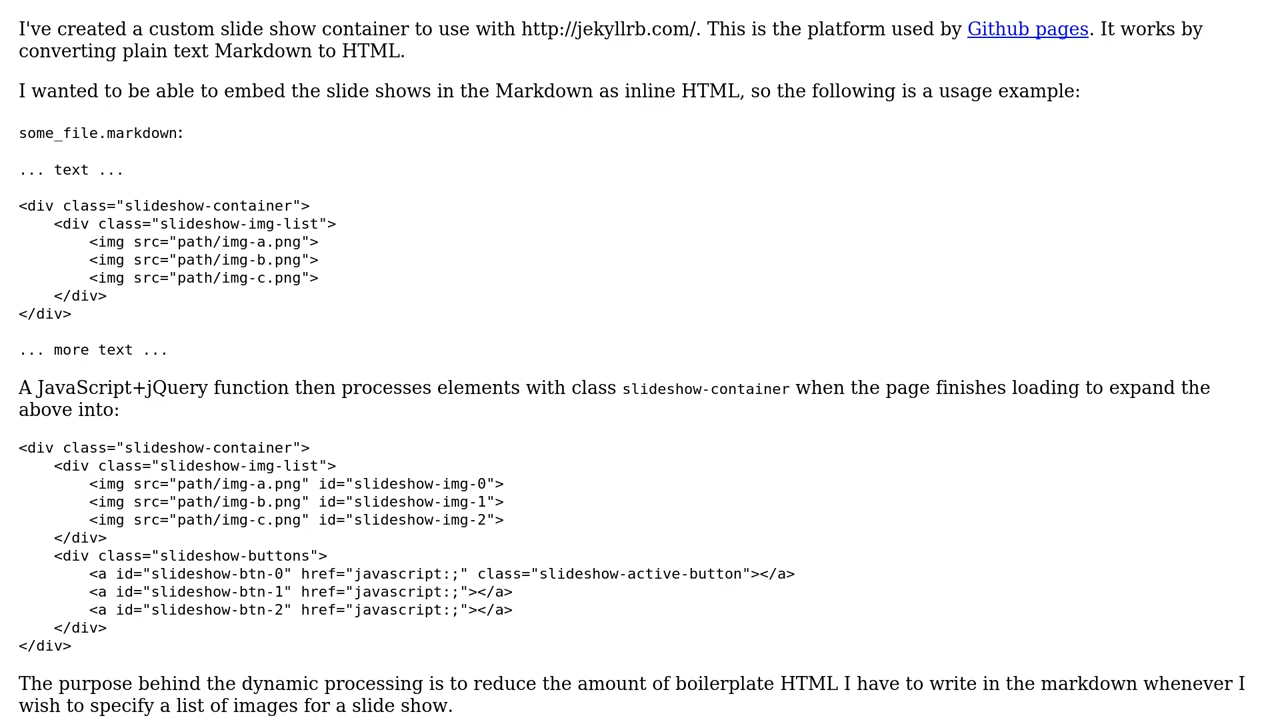 I've created a custom slide show container to use with http://jekyllrb.com/. This is the platform used by Github pages. It works by
converting plain text Markdown to HTML.
I wanted to be able to embed the slide shows in the Markdown as inline HTML, so the following is a usage example:
some_file.markdown:
... text ...
<div class="slideshow-container">
    <div class="slideshow-img-list">
        <img src="path/img-a.png">
        <img src="path/img-b.png">
        <img src="path/img-c.png">
    </div>
</div>
... more text ...
A JavaScript+jQuery function then processes elements with class slideshow-container when the page finishes loading to expand the
above into:
<div class="slideshow-container">
    <div class="slideshow-img-list">
        <img src="path/img-a.png" id="slideshow-img-0">
        <img src="path/img-b.png" id="slideshow-img-1">
        <img src="path/img-c.png" id="slideshow-img-2">
    </div>
    <div class="slideshow-buttons">
        <a id="slideshow-btn-0" href="javascript:;" class="slideshow-active-button"></a>
        <a id="slideshow-btn-1" href="javascript:;"></a>
        <a id="slideshow-btn-2" href="javascript:;"></a>
    </div>
</div>
The purpose behind the dynamic processing is to reduce the amount of boilerplate HTML I have to write in the markdown whenever I
wish to specify a list of images for a slide show.